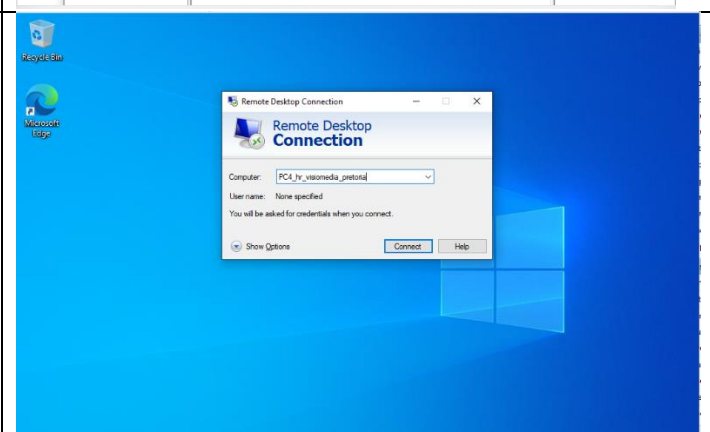 Recycle Bin
Microsoft
Edge
Remote Desktop Connection
Remote Desktop
Connection
Computer: PC4_hr_visiomedia_pretoria
User name: None specified
You will be asked for credentials when you connect.
Show Options Connect Help